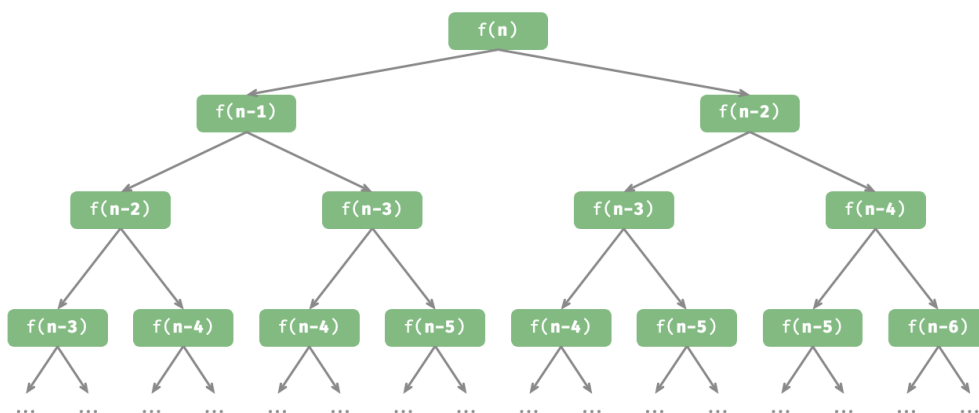 f(n)
f(n-1) f(n-2)
f(n-2) f(n-3) f(n-3) f(n-4)
f(n-3) f(n-4) f(n-4) f(n-5) f(n-4) f(n-5) f(n-5) f(n-6)
... ... ... ... ... ... ... ... ... ... ... ... ... ... ... ...